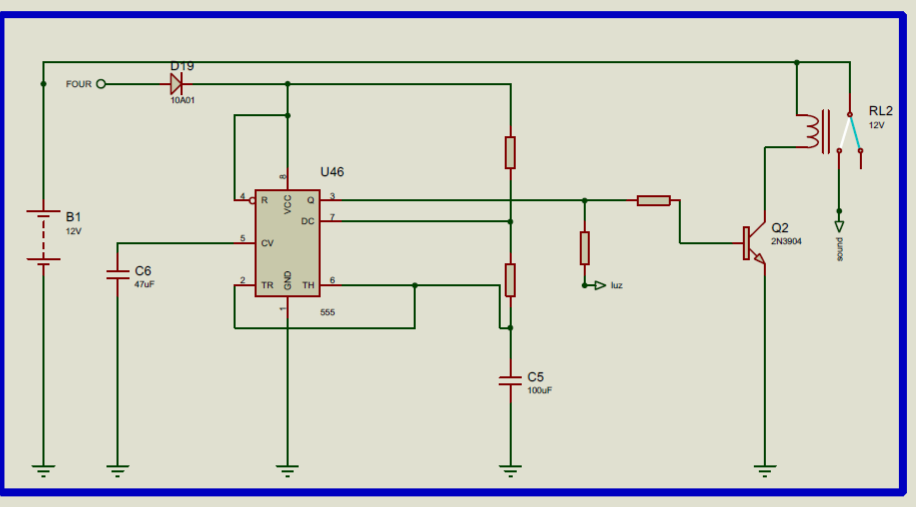 D19
FOUR
10A01
RL2
12V
U46
8
VCC
4
R
Q
3
DC
7
B1
12V
5
CV
Q2
2N3904
C6
47uF
2
TR
GND
TH
6
luz
sound
1
555
C5
100uF